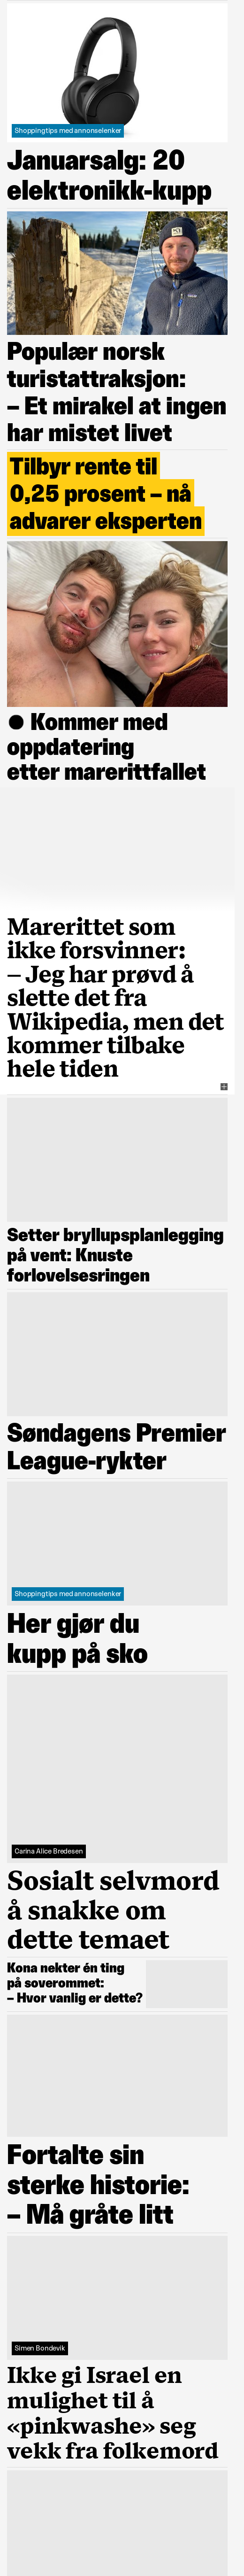 Shoppingtips med annonselenker
Januarsalg: 20
elektronikk-kupp
Populær norsk
turistattraksjon:
– Et mirakel at ingen
har mistet livet
Tilbyr rente til
0,25 prosent – nå
advarer eksperten
● Kommer med
oppdatering
etter marerittfallet
Marerittet som
ikke forsvinner:
– Jeg har prøvd å
slette det fra
Wikipedia, men det
kommer tilbake
hele tiden
Setter bryllupsplanlegging
på vent: Knuste
forlovelsesringen
Søndagens Premier
League-rykter
Shoppingtips med annonselenker
Her gjør du
kupp på sko
Carina Alice Bredesen
Sosialt selvmord
å snakke om
dette temaet
Kona nekter én ting
på soverommet:
– Hvor vanlig er dette?
Fortalte sin
sterke historie:
– Må gråte litt
Simen Bondevik
Ikke gi Israel en
mulighet til å
«pinkwashe» seg
vekk fra folkemord